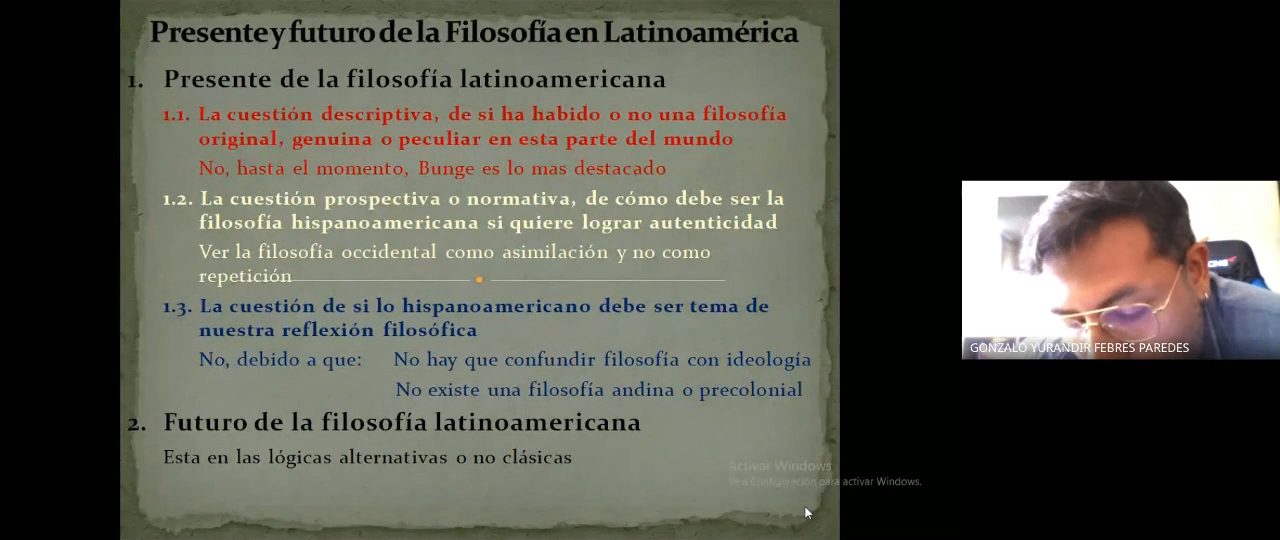 Presente y futuro de la Filosofía en Latinoamérica
1. Presente de la filosofía latinoamericana
1.1. La cuestión descriptiva, de si ha habido o no una filosofía
original, genuina o peculiar en esta parte del mundo
No, hasta el momento, Bunge es lo mas destacado
1.2. La cuestión prospectiva o normativa, de cómo debe ser la
filosofía hispanoamericana si quiere lograr autenticidad
Ver la filosofía occidental como asimilación y no como
repetición
1.3. La cuestión de si lo hispanoamericano debe ser tema de
nuestra reflexión filosófica
No, debido a que: No hay que confundir filosofía con ideología
No existe una filosofía andina o precolonial
2. Futuro de la filosofía latinoamericana
Esta en las lógicas alternativas o no clásicas
Activar Windows
Ve a Configuración para activar Windows.
GONZALO YURANDIR FEBRES PAREDES